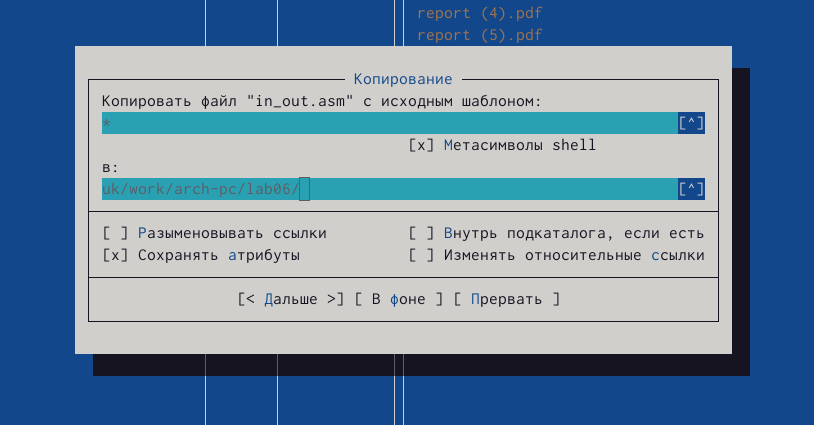 report (4).pdf
report (5).pdf
Копирование
Копировать файл "in_out.asm" с исходным шаблоном:
* [^]
[x] Метасимволы shell
в:
uk/work/arch-pc/lab06/ [^]
[ ] Разыменовывать ссылки [ ] Внутрь подкаталога, если есть
[x] Сохранять атрибуты [ ] Изменять относительные ссылки
[< Дальше >] [ В фоне ] [ Прервать ]